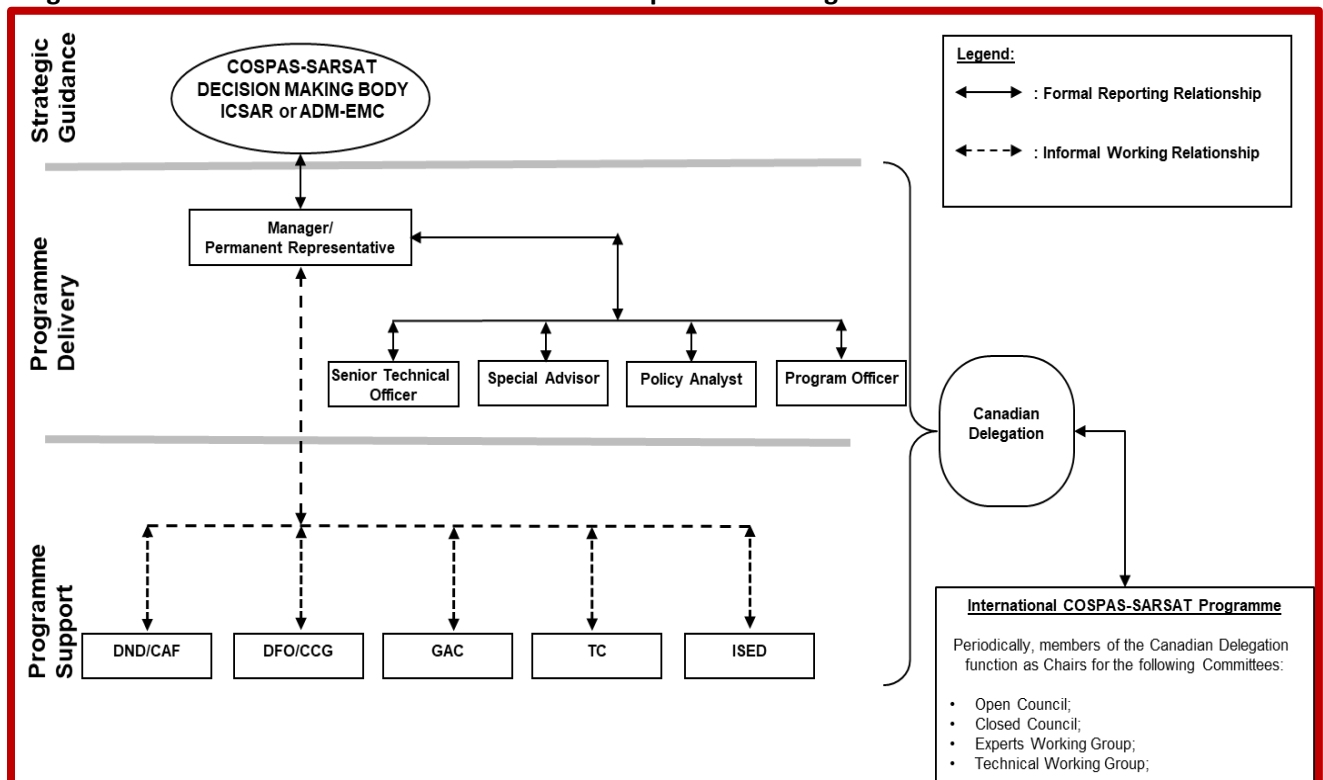 Strategic
Guidance
COSPAS-SARSAT
DECISION MAKING BODY
ICSAR or ADM-EMC
Legend:
: Formal Reporting Relationship
: Informal Working Relationship
Programme
Delivery
Manager/
Permanent Representative
Senior Technical
Officer
Special Advisor
Policy Analyst
Program Officer
Canadian
Delegation
Programme
Support
DND/CAF
DFO/CCG
GAC
TC
ISED
International COSPAS-SARSAT Programme
Periodically, members of the Canadian Delegation
function as Chairs for the following Committees:
• Open Council;
• Closed Council;
• Experts Working Group;
• Technical Working Group;